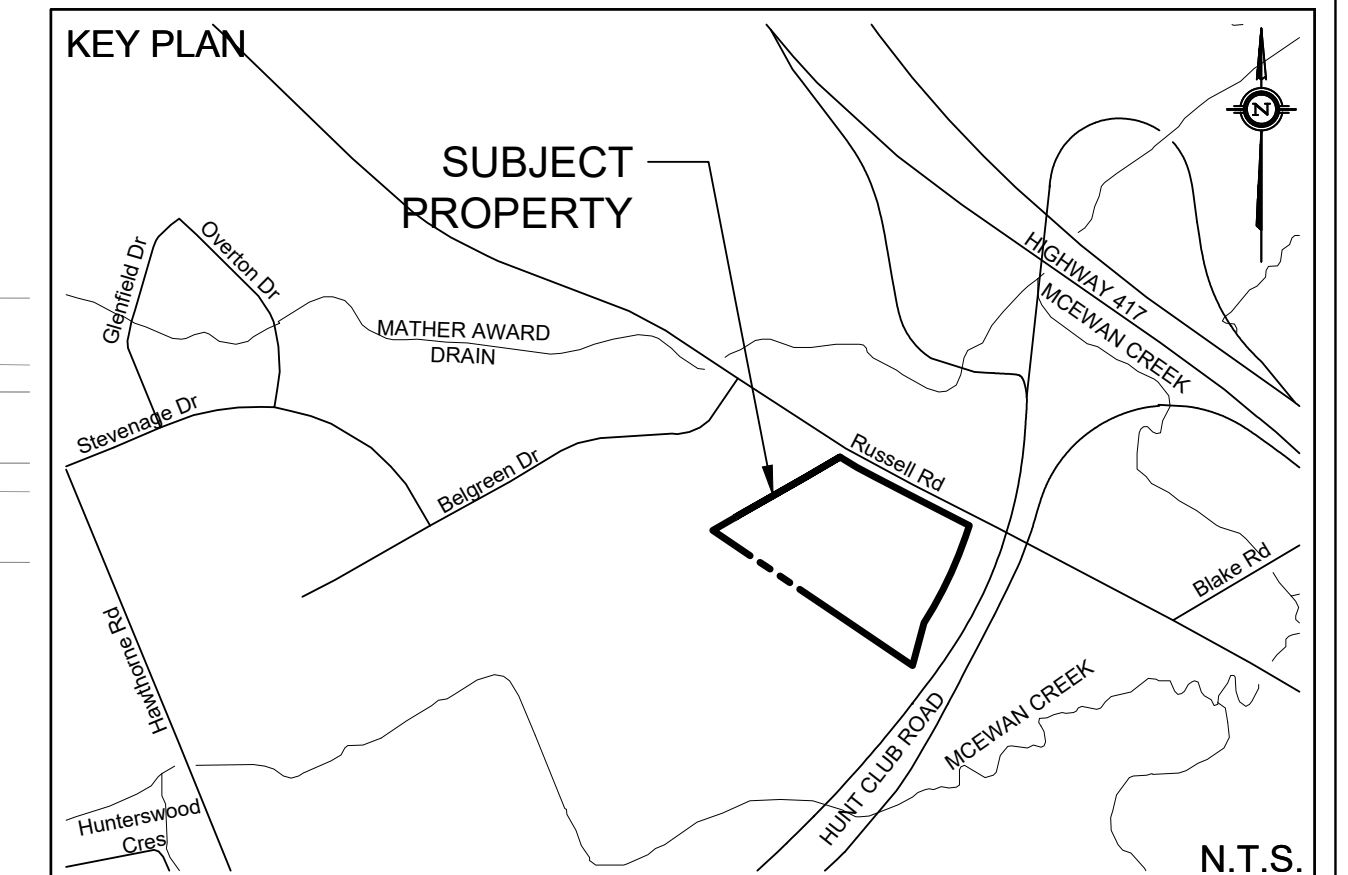 KEY PLAN
N
SUBJECT
PROPERTY
Glenfield Dr
Overton Dr
HIGHWAY 417
MCEWAN CREEK
MATHER AWARD
DRAIN
Stevenage Dr
Belgreen Dr
Russell Rd
Blake Rd
Hawthorne Rd
HUNT CLUB ROAD
MCEWAN CREEK
Hunterswood
Cres
N.T.S.